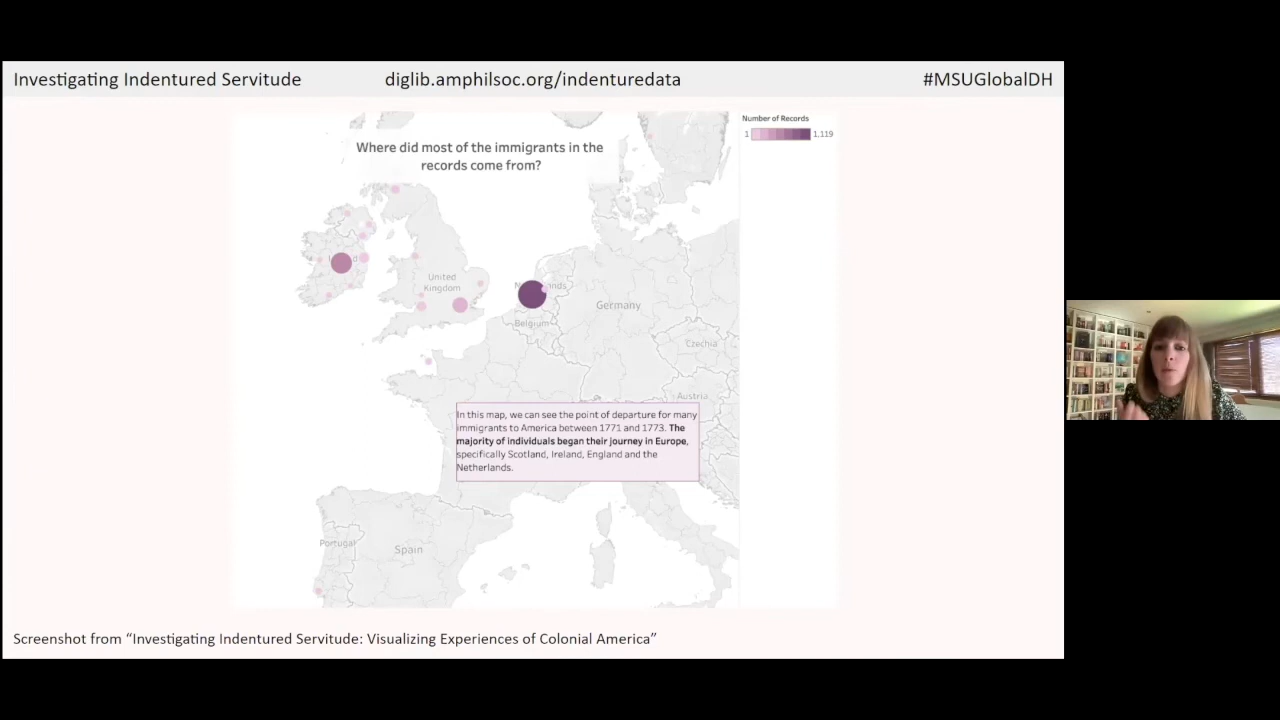 Investigating Indentured Servitude
diglib.amphilsoc.org/indenturedata
#MSUGlobalDH
Where did most of the immigrants in the
records come from?
Number of Records
1
1,119
United
Kingdom
Germany
Belgium
Czechia
Austria
In this map, we can see the point of departure for many
immigrants to America between 1771 and 1773. The
majority of individuals began their journey in Europe,
specifically Scotland, Ireland, England and the
Netherlands.
Portugal
Spain
Screenshot from “Investigating Indentured Servitude: Visualizing Experiences of Colonial America”